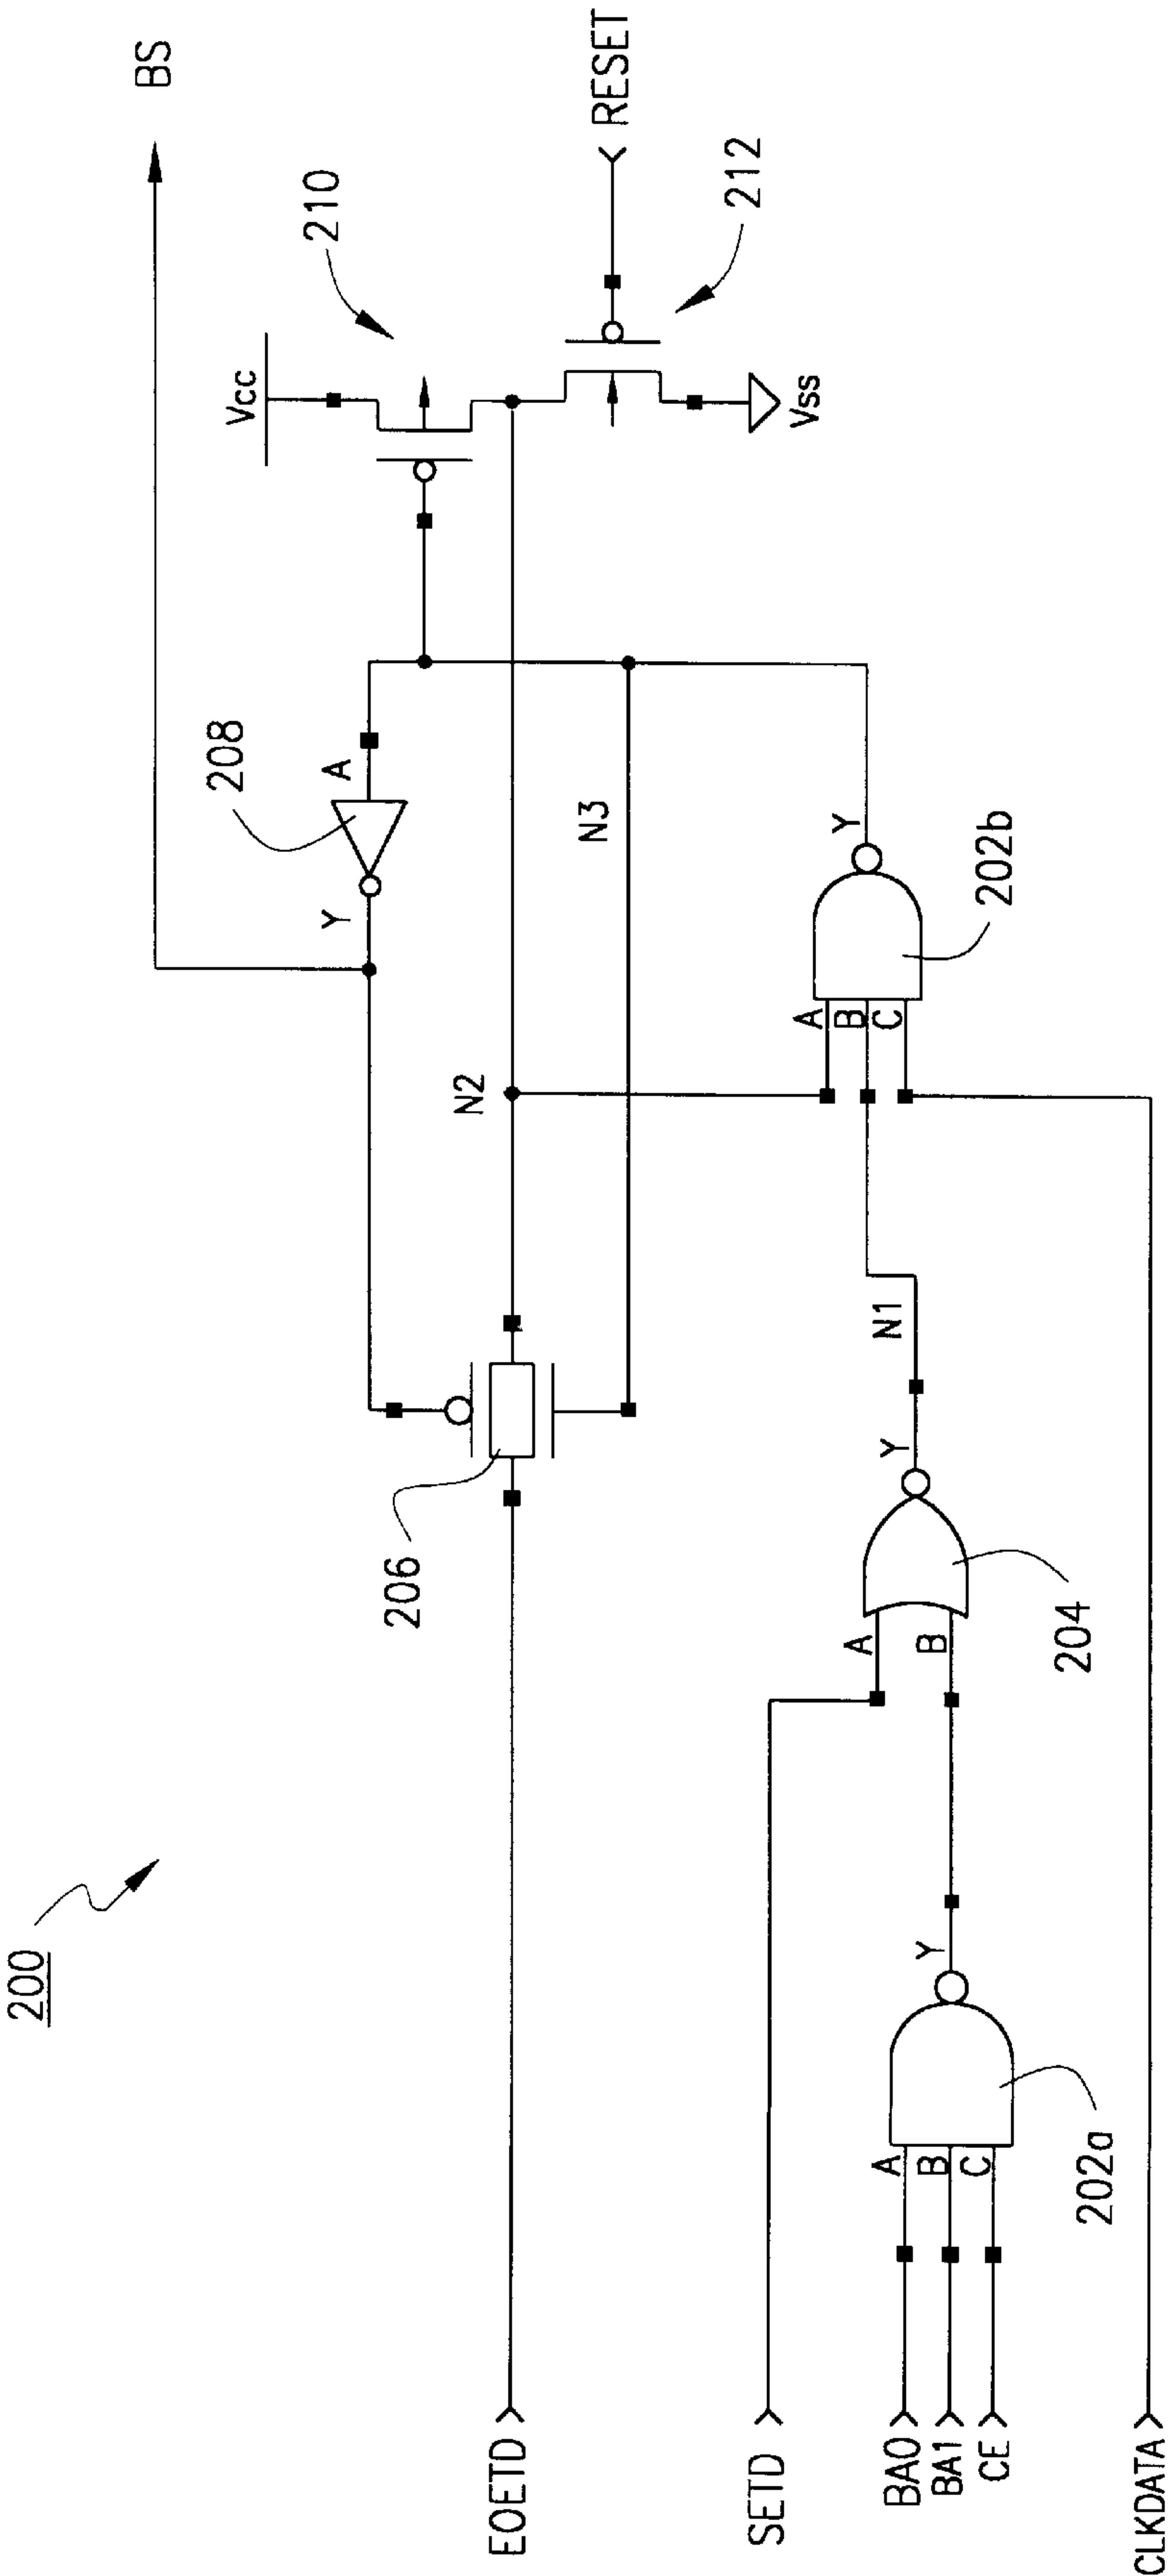 200
BS
210
Vcc
RESET
212
Vss
208
A
Y
N3
N2
Y
202b
A
B
C
206
N1
Y
204
A
B
Y
202a
A
B
C
EOETD
SETD
BA0
BA1
CE
CLKDATA